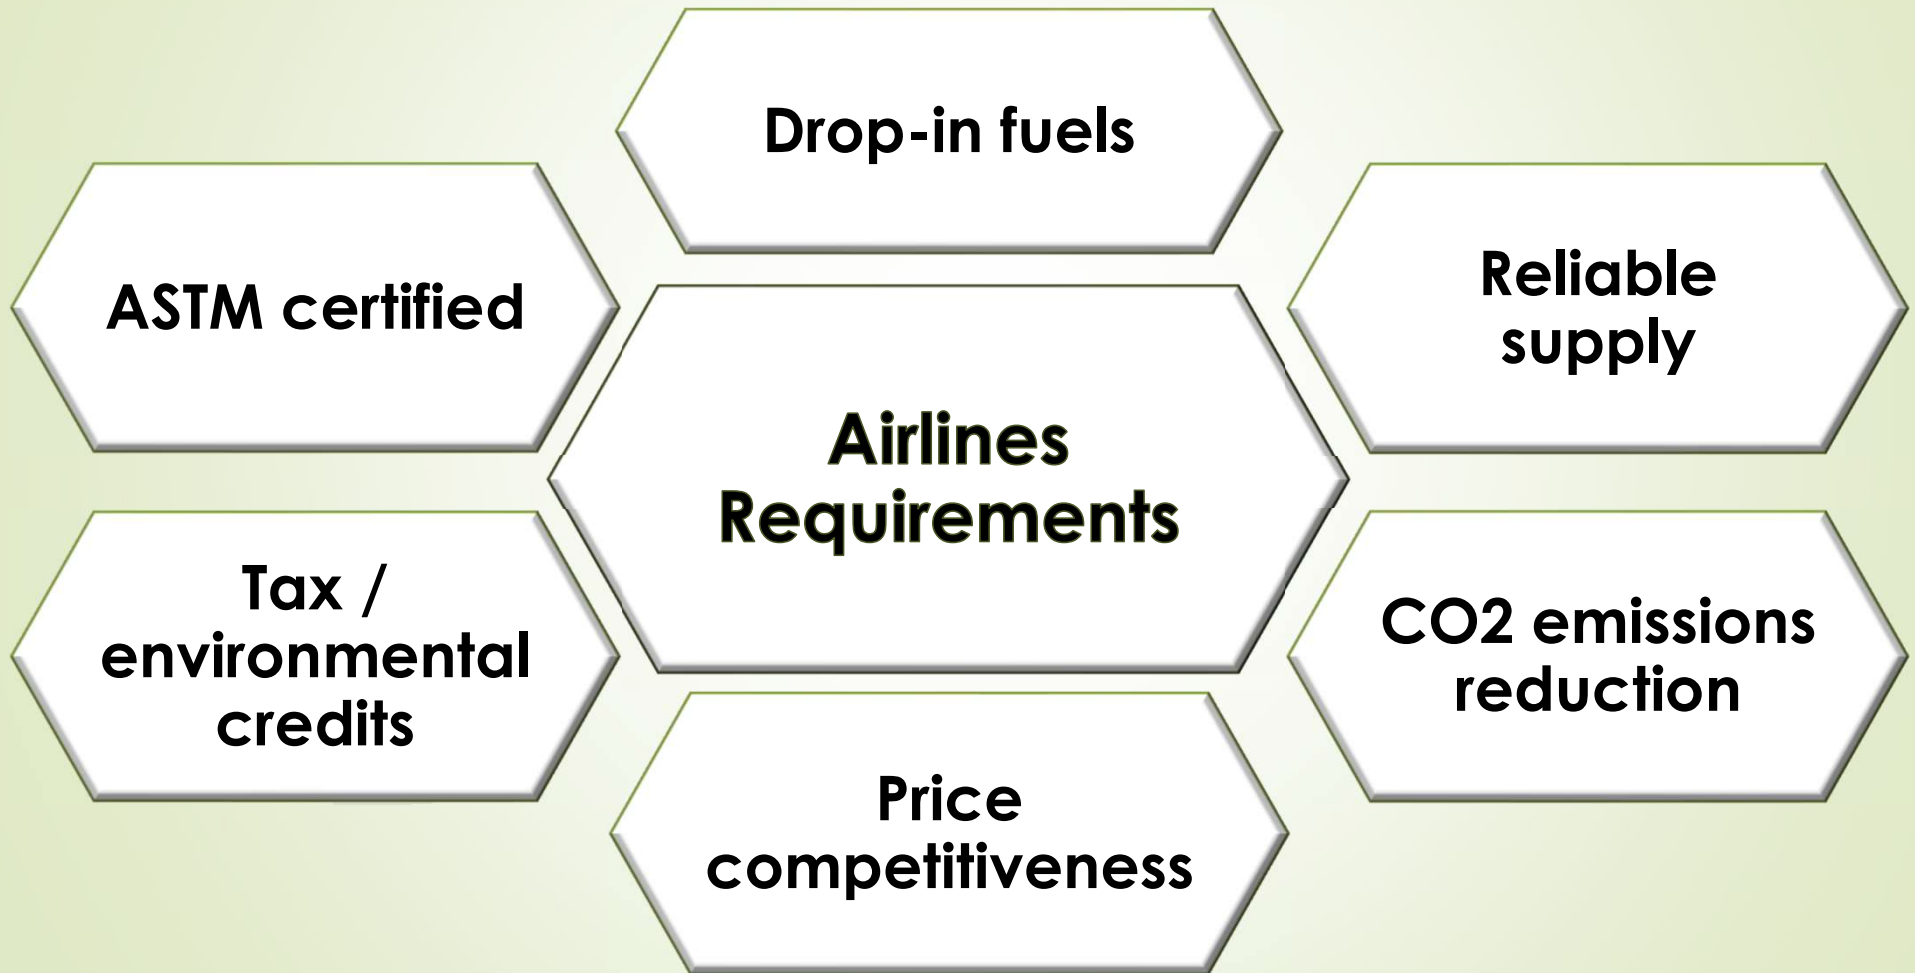 Drop-in fuels
ASTM certified
Reliable
supply
Airlines
Requirements
Tax /
environmental
credits
CO2 emissions
reduction
Price
competitiveness